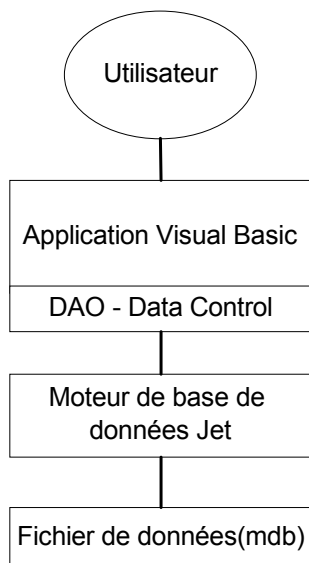 Utilisateur
Application Visual Basic
DAO - Data Control
Moteur de base de
données Jet
Fichier de données(mdb)